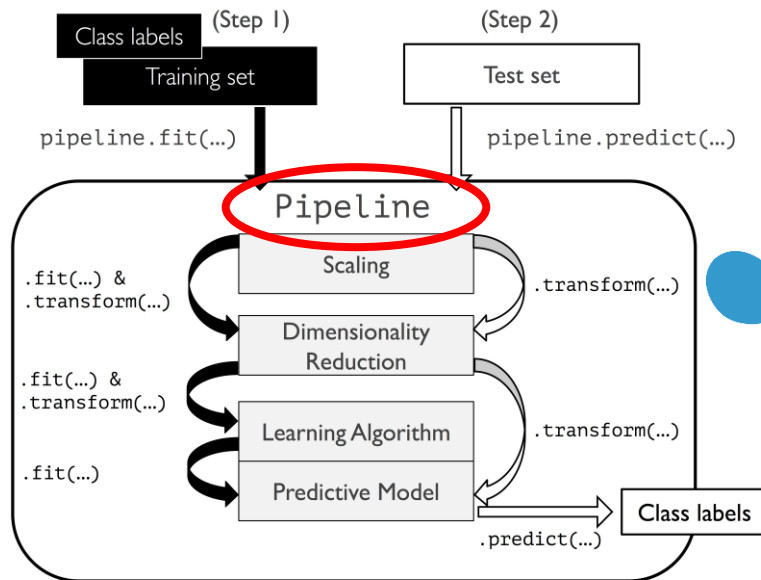 (Step 1)
(Step 2)
Class labels
Training set
Test set
pipeline.fit(…)
pipeline.predict(…)
Pipeline
Scaling
.fit(…) &
.transform(…)
.transform(…)
Dimensionality
Reduction
.fit(…) &
.transform(…)
Learning Algorithm
.transform(…)
.fit(…)
Predictive Model
Class labels
.predict(…)